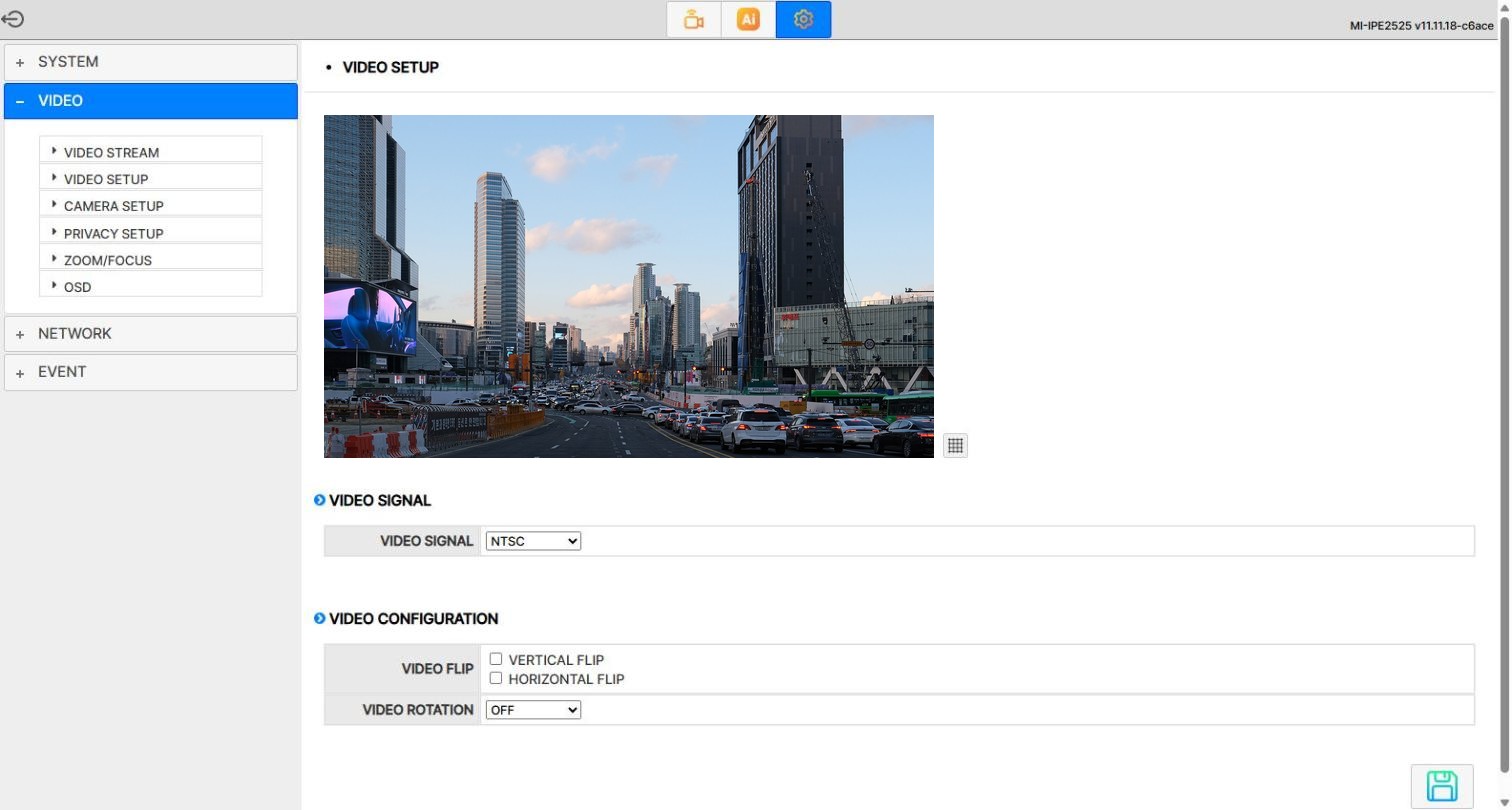 Ai
MI-IPE2525 v11.11.18-c6ace
+ SYSTEM
– VIDEO
VIDEO STREAM
VIDEO SETUP
CAMERA SETUP
PRIVACY SETUP
ZOOM/FOCUS
OSD
+ NETWORK
+ EVENT
• VIDEO SETUP
VIDEO SIGNAL
VIDEO SIGNAL NTSC
VIDEO CONFIGURATION
VIDEO FLIP
VERTICAL FLIP
HORIZONTAL FLIP
VIDEO ROTATION OFF